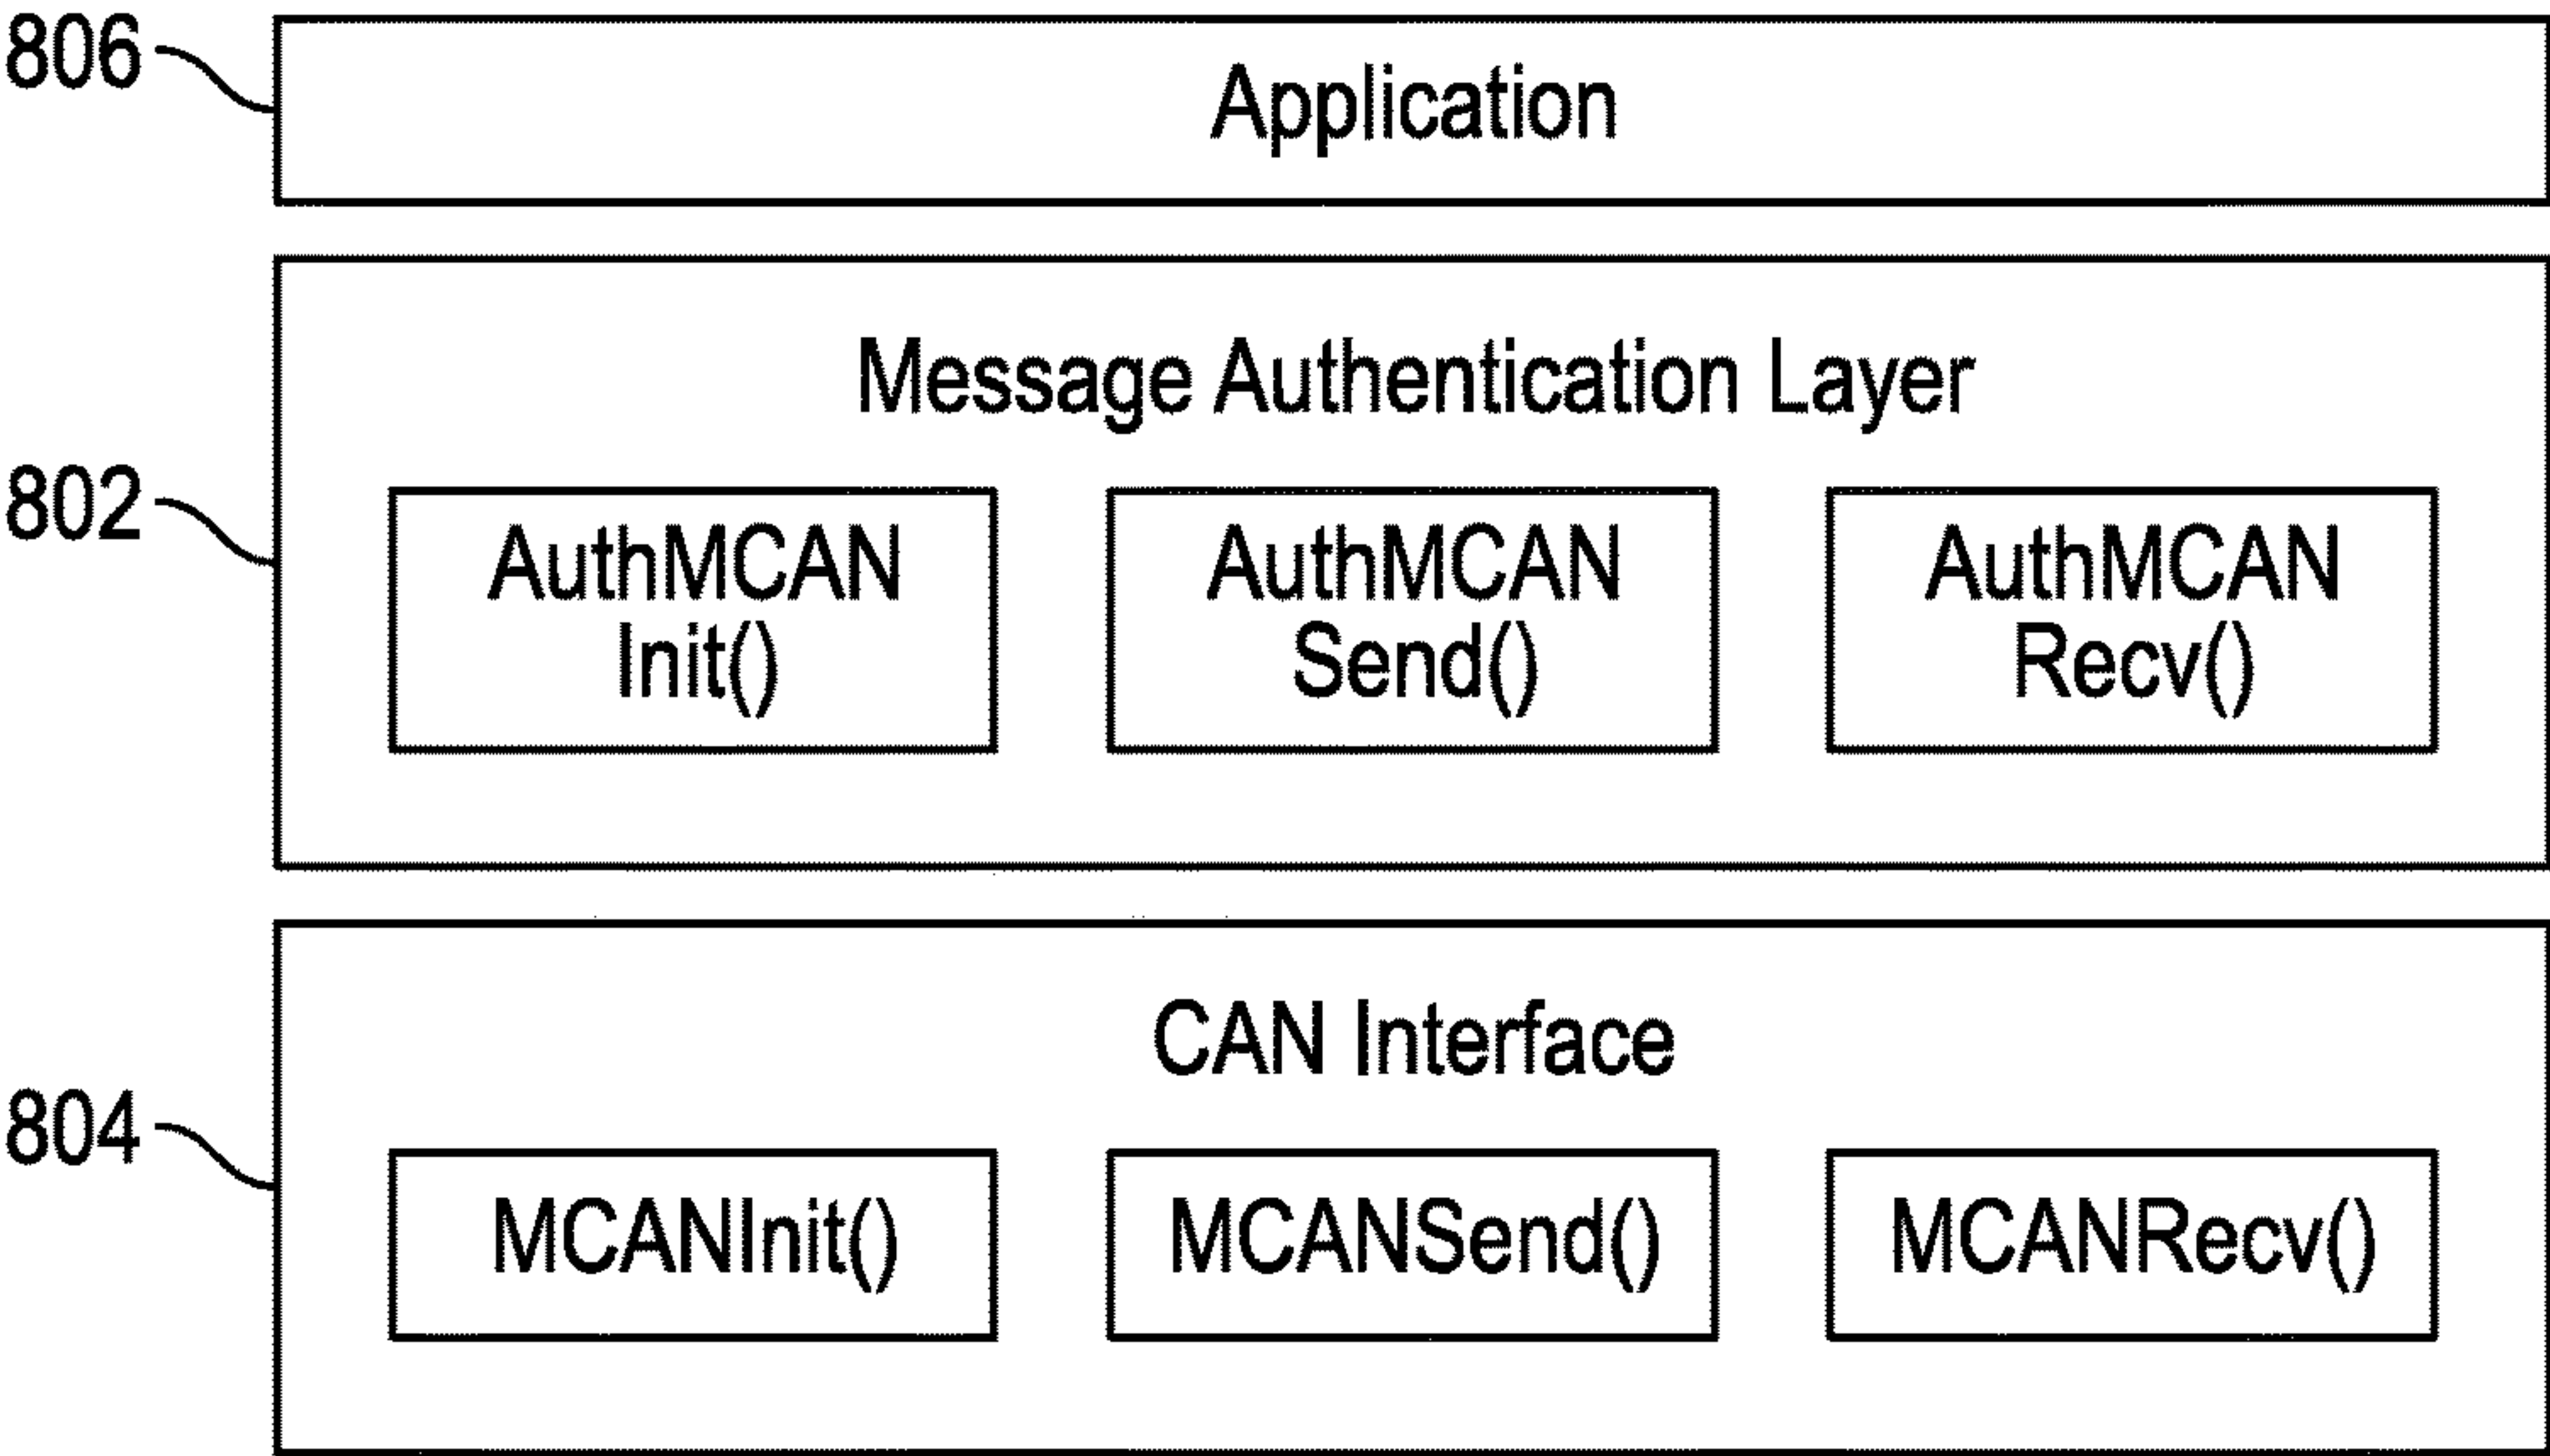 806
Application
Message Authentication Layer
802
AuthMCAN
Init()
AuthMCAN
Send()
AuthMCAN
Recv()
CAN Interface
804
MCANInit()
MCANSend()
MCANRecv()